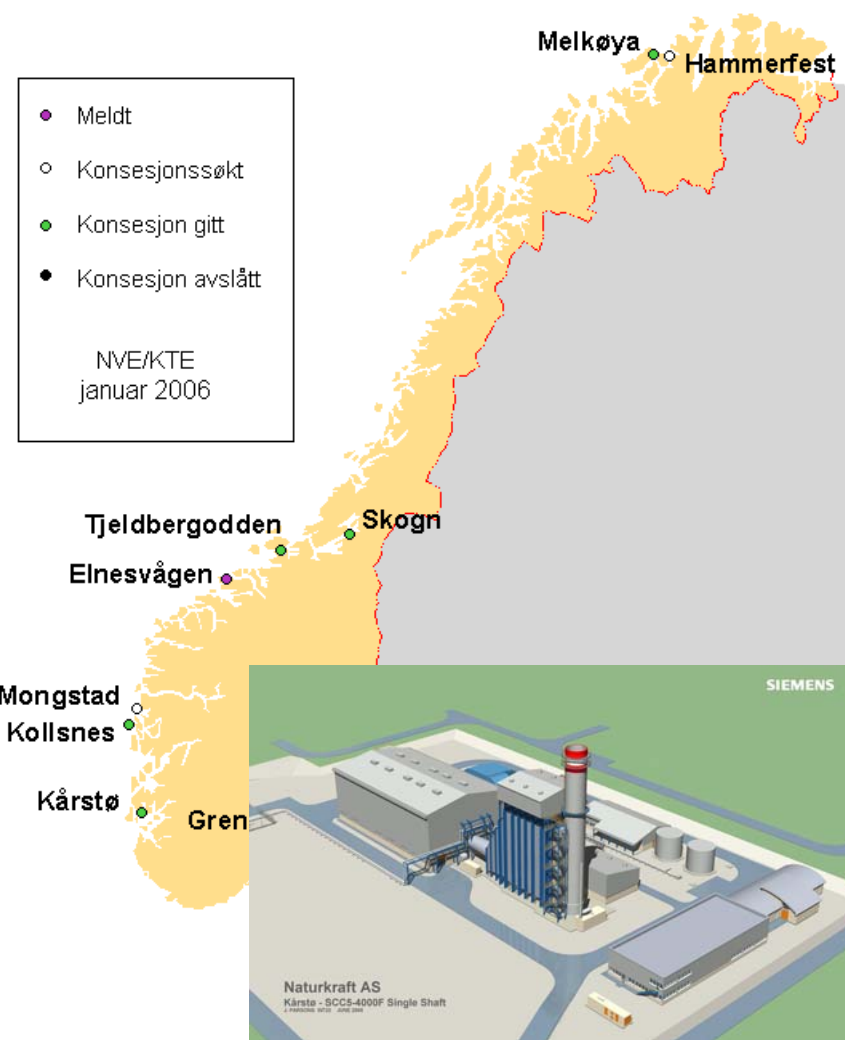 Melkøya
Hammerfest
Meldt
Konsesjonssøkt
Konsesjon gitt
Konsesjon avslått
NVE/KTE
januar 2006
Tjeldbergodden
Skogn
Elnesvågen
Mongstad
Kollsnes
Kårstø
Gren
SIEMENS
Naturkraft AS
Kårstø - SCC5-4000F Single Shaft